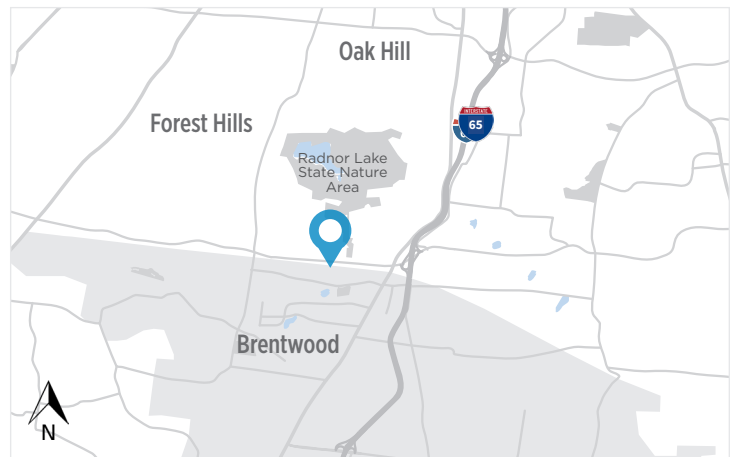 Oak Hill
Forest Hills
INTERSTATE
65
Radnor Lake
State Nature
Area
Brentwood
N